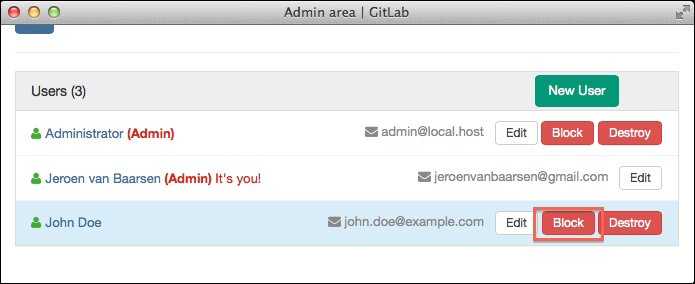 Admin area | GitLab
Users (3) New User
Administrator (Admin) admin@local.host Edit Block Destroy
Jeroen van Baarsen (Admin) It's you! jeroenvanbaarsen@gmail.com Edit
John Doe john.doe@example.com Edit Block Destroy